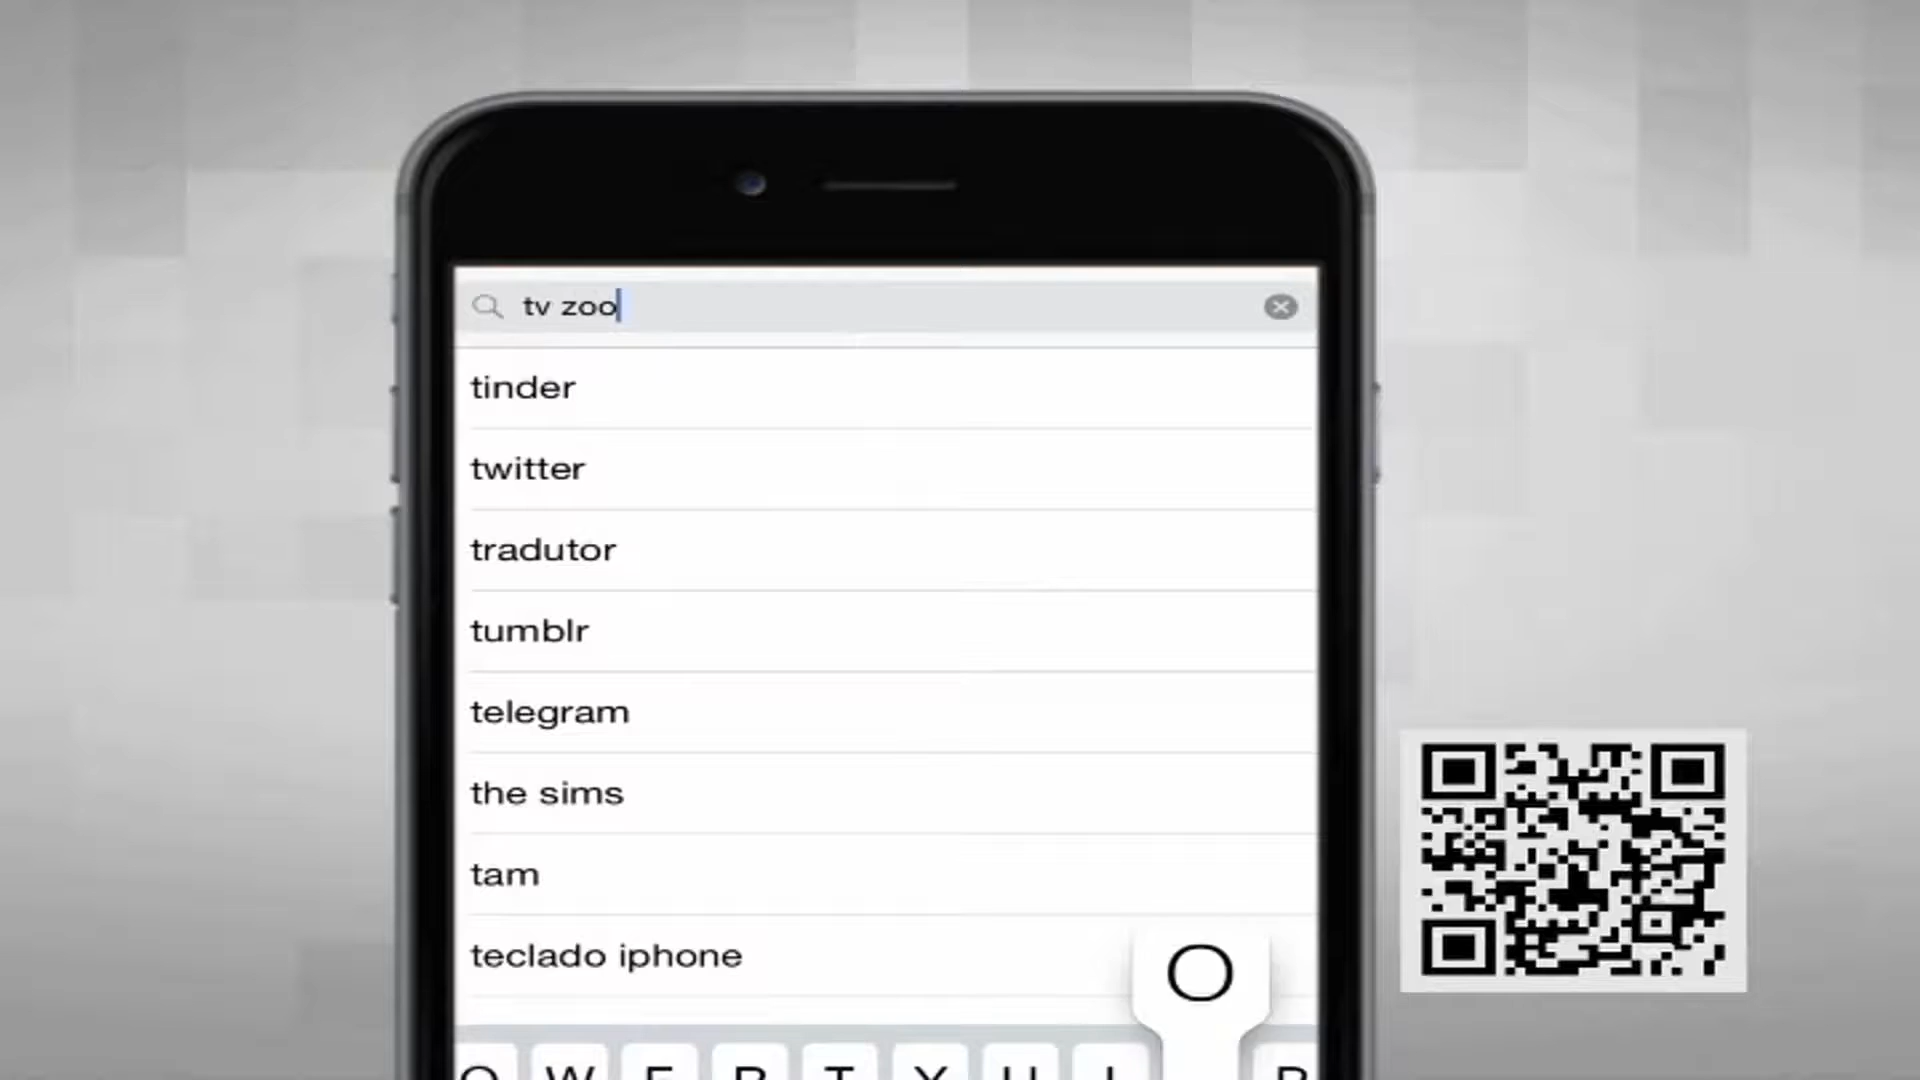 tv zoo
tinder
twitter
tradutor
tumblr
telegram
the sims
tam
teclado iphone
O
Q W E R T Y U I P